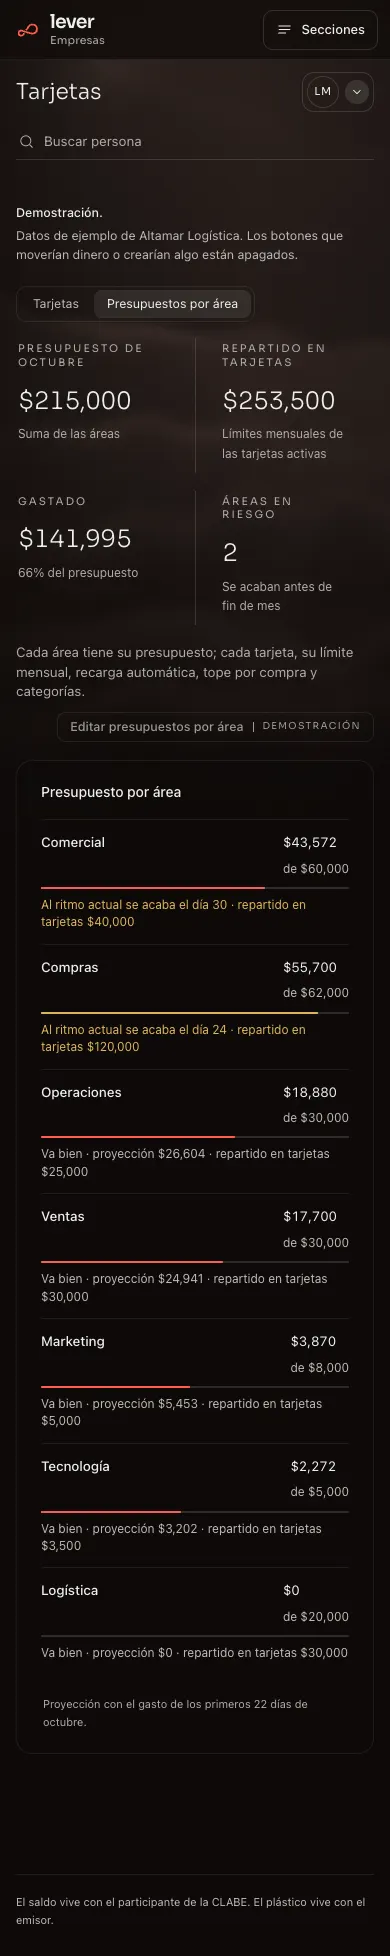 lever
Empresas
Secciones
Tarjetas
LM
Buscar persona
Demostración.
Datos de ejemplo de Altamar Logística. Los botones que
moverían dinero o crearían algo están apagados.
Tarjetas
Presupuestos por área
PRESUPUESTO DE
OCTUBRE
$215,000
Suma de las áreas
REPARTIDO EN
TARJETAS
$253,500
Límites mensuales de
las tarjetas activas
GASTADO
$141,995
66% del presupuesto
ÁREAS EN
RIESGO
2
Se acaban antes de
fin de mes
Cada área tiene su presupuesto; cada tarjeta, su límite
mensual, recarga automática, tope por compra y
categorías.
Editar presupuestos por área | DEMOSTRACIÓN
Presupuesto por área
Comercial $43,572
de $60,000
Al ritmo actual se acaba el día 30 · repartido en
tarjetas $40,000
Compras $55,700
de $62,000
Al ritmo actual se acaba el día 24 · repartido en
tarjetas $120,000
Operaciones $18,880
de $30,000
Va bien · proyección $26,604 · repartido en tarjetas
$25,000
Ventas $17,700
de $30,000
Va bien · proyección $24,941 · repartido en tarjetas
$30,000
Marketing $3,870
de $8,000
Va bien · proyección $5,453 · repartido en tarjetas
$5,000
Tecnología $2,272
de $5,000
Va bien · proyección $3,202 · repartido en tarjetas
$3,500
Logística $0
de $20,000
Va bien · proyección $0 · repartido en tarjetas $30,000
Proyección con el gasto de los primeros 22 días de
octubre.
El saldo vive con el participante de la CLABE. El plástico vive con el
emisor.